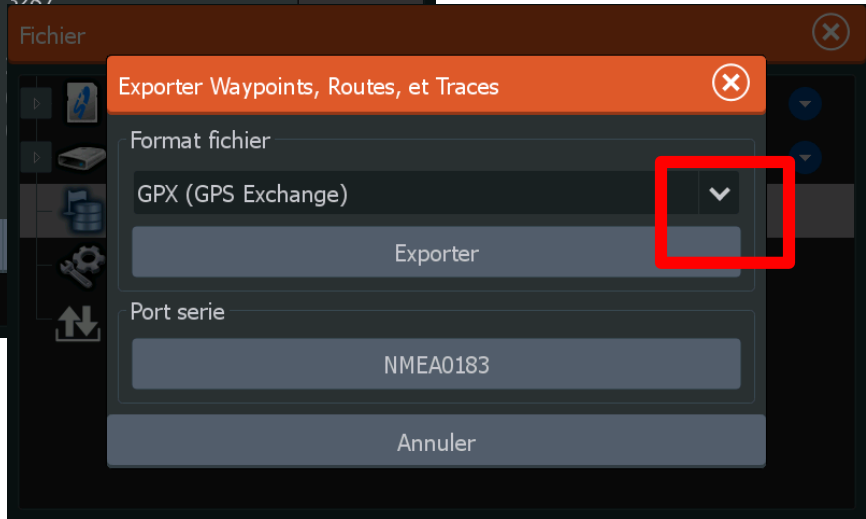 Fichier
Exporter Waypoints, Routes, et Traces
Format fichier
GPX (GPS Exchange)
Exporter
Port serie
NMEA0183
Annuler